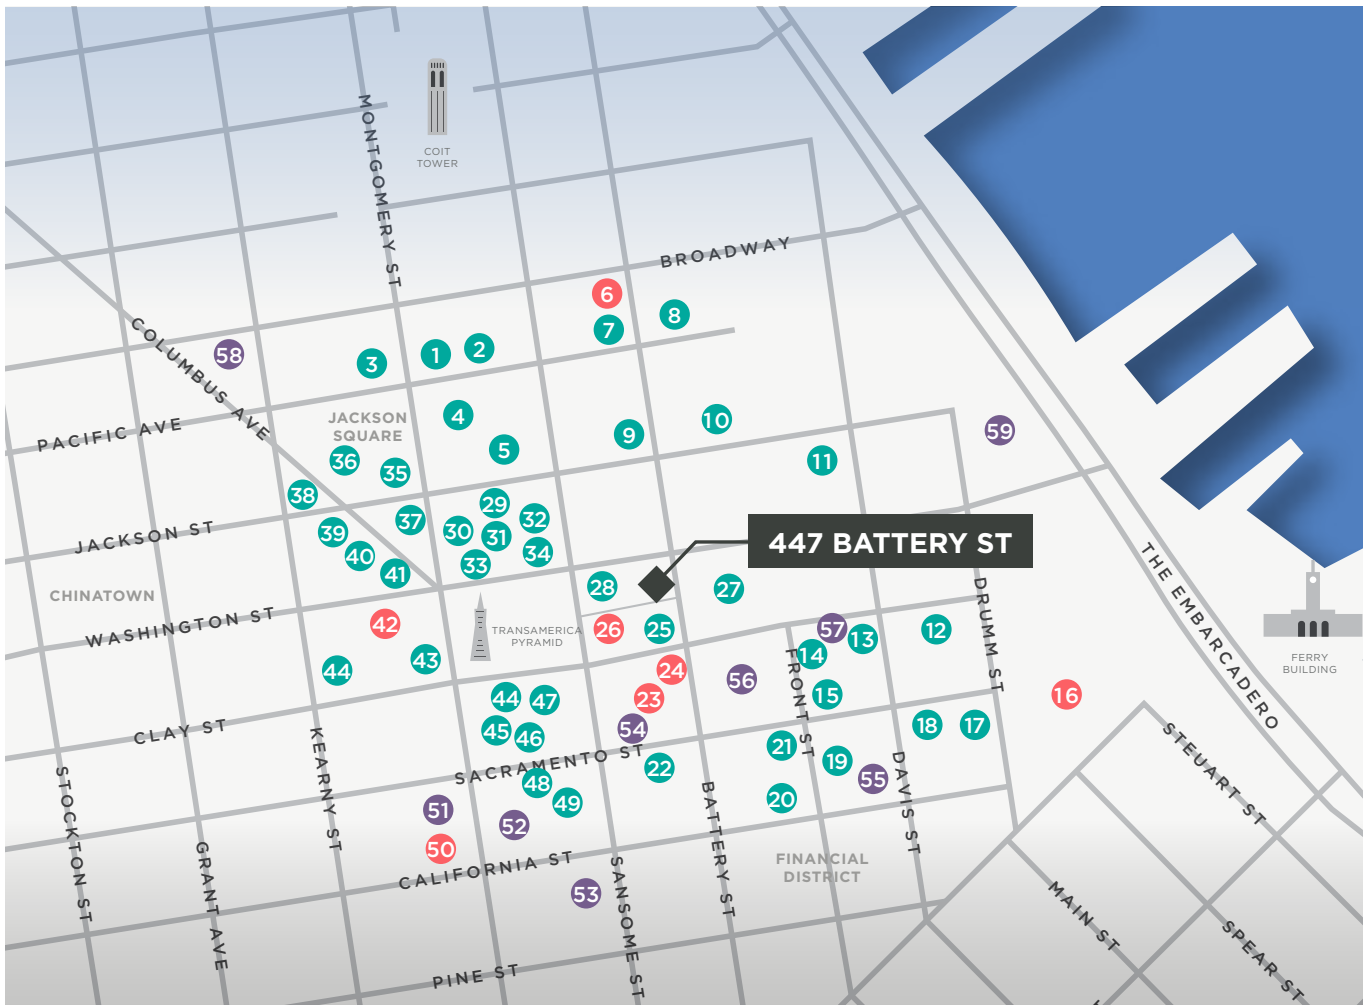 COIT
TOWER
MONTGOMERY ST
BROADWAY
6
7
8
COLUMBUS AVE
58
3
1
2
PACIFIC AVE
JACKSON
SQUARE
4
5
9
10
59
11
36
35
38
29
37
32
JACKSON ST
39
30
31
34
40
33
41
447 BATTERY ST
THE EMBARCADERO
CHINATOWN
28
27
DRUMM ST
WASHINGTON ST
42
TRANSAMERICA
PYRAMID
26
25
57
13
12
FERRY
BUILDING
44
43
24
14
FRONT ST
56
23
15
16
44
47
CLAY ST
45
46
54
21
18
17
STEUART ST
KEARNY ST
SACRAMENTO ST
22
19
55
DAVIS ST
STOCKTON ST
48
49
20
BATTERY ST
51
52
50
GRANT AVE
CALIFORNIA ST
FINANCIAL
DISTRICT
53
SANSOME ST
MAIN ST
SPEAR ST
PINE ST